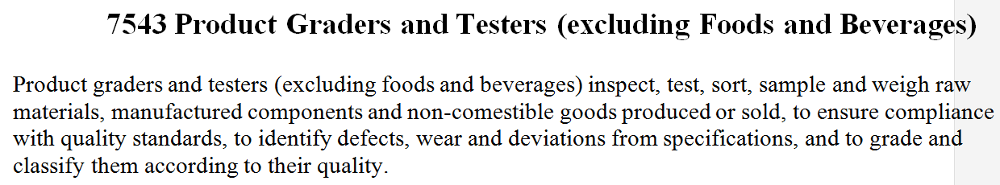 7543 Product Graders and Testers (excluding Foods and Beverages)
Product graders and testers (excluding foods and beverages) inspect, test, sort, sample and weigh raw
materials, manufactured components and non-comestible goods produced or sold, to ensure compliance
with quality standards, to identify defects, wear and deviations from specifications, and to grade and
classify them according to their quality.